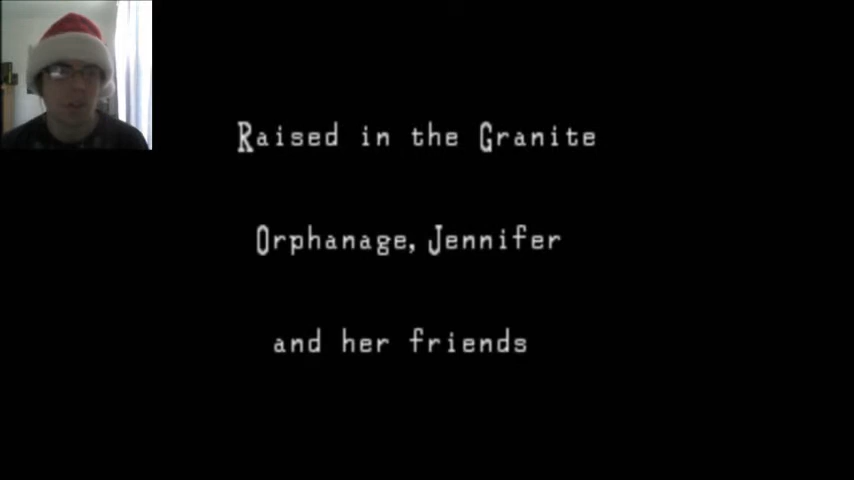 Raised in the Granite
Orphanage, Jennifer
and her friends